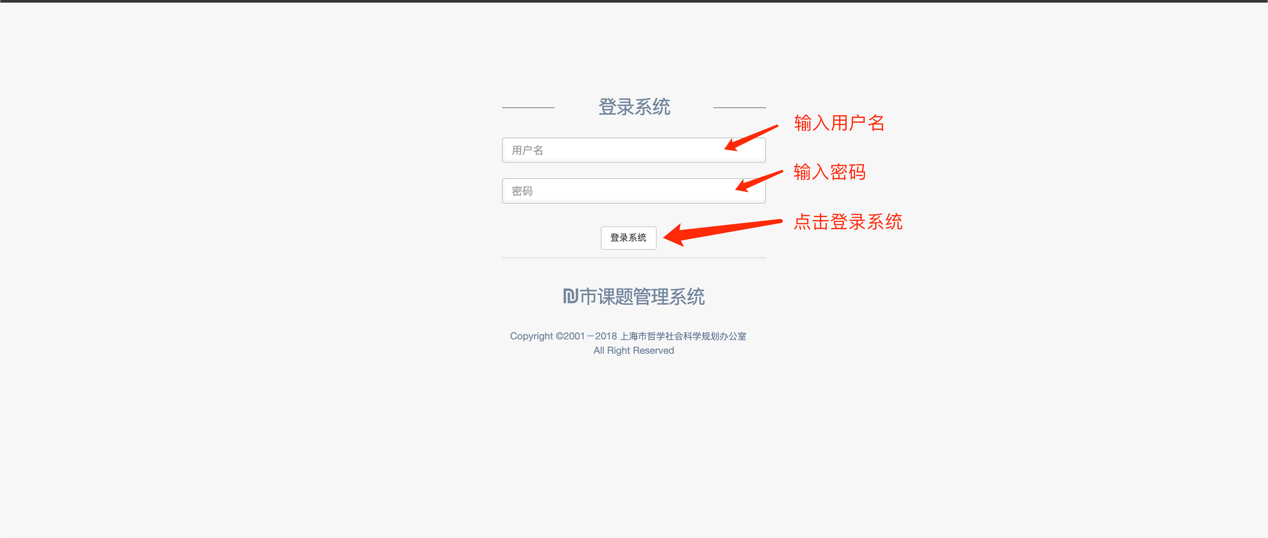 登录系统
输入用户名
用户名
输入密码
密码
点击登录系统
登录系统
市课题管理系统
Copyright ©2001－2018 上海市哲学社会科学规划办公室
All Right Reserved